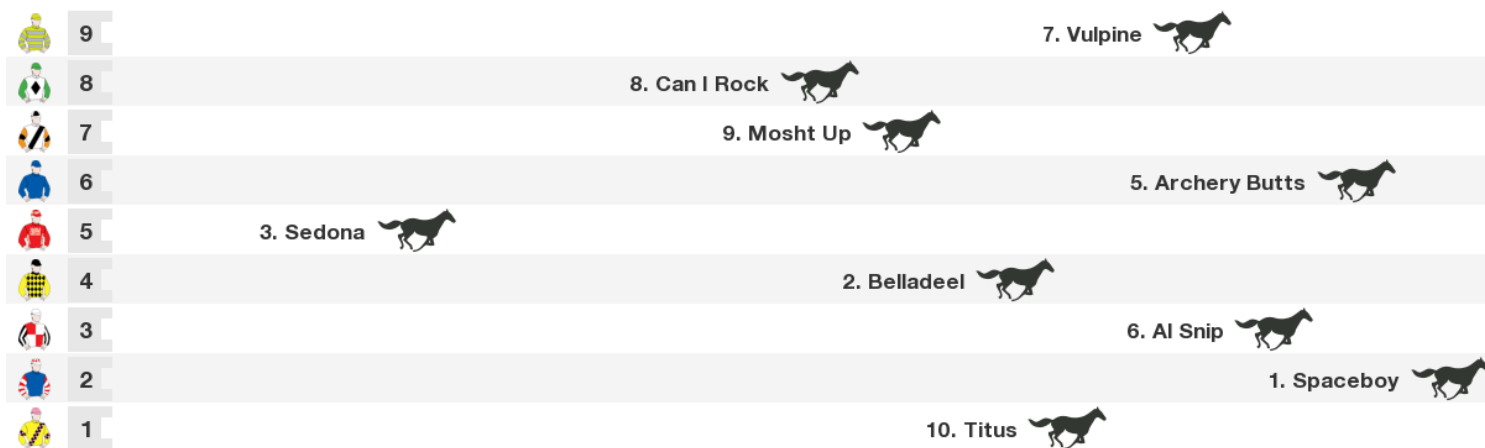 9 7. Vulpine
8 8. Can I Rock
7 9. Mosht Up
6 5. Archery Butts
5 3. Sedona
4 2. Belladeel
3 6. Al Snip
2 1. Spaceboy
1 10. Titus